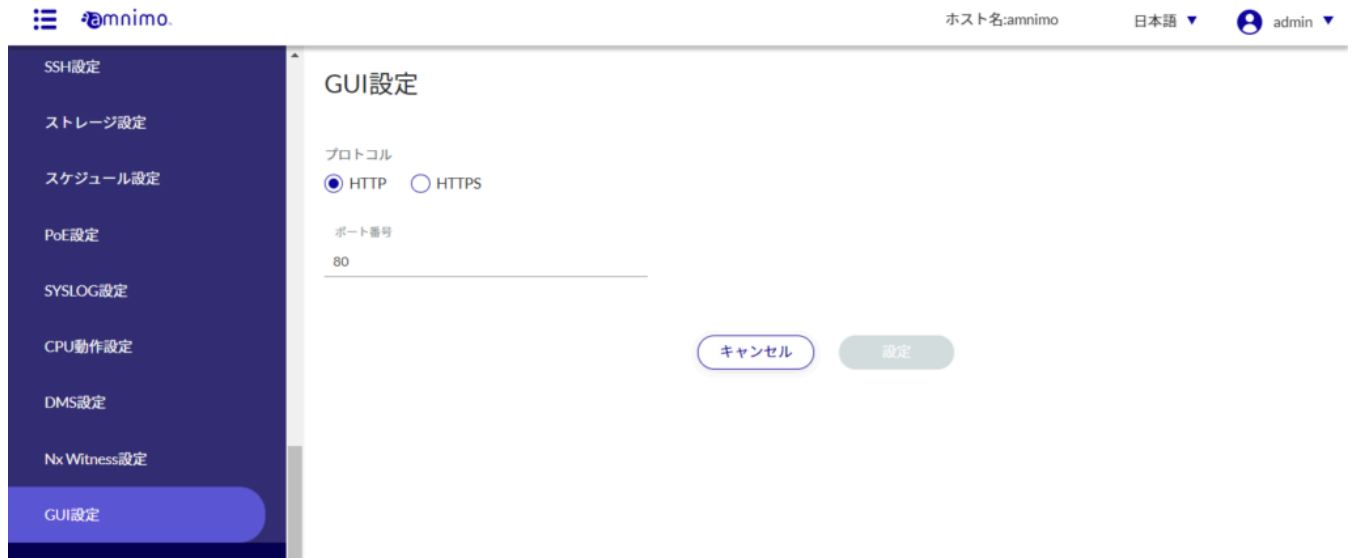 amnimo.
ホスト名:amnimo
日本語 ▼
admin ▼
SSH設定
ストレージ設定
スケジュール設定
PoE設定
SYSLOG設定
CPU動作設定
DMS設定
Nx Witness設定
GUI設定
GUI設定
プロトコル
HTTP HTTPS
ポート番号
80
キャンセル 設定